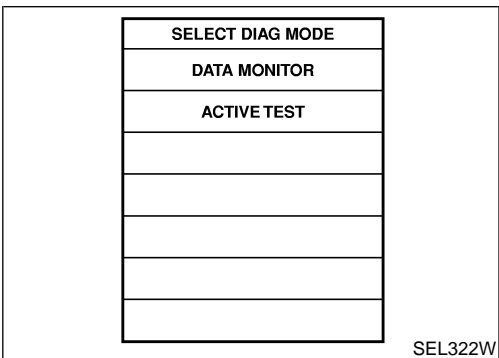 SELECT DIAG MODE
DATA MONITOR
ACTIVE TEST
SEL322W